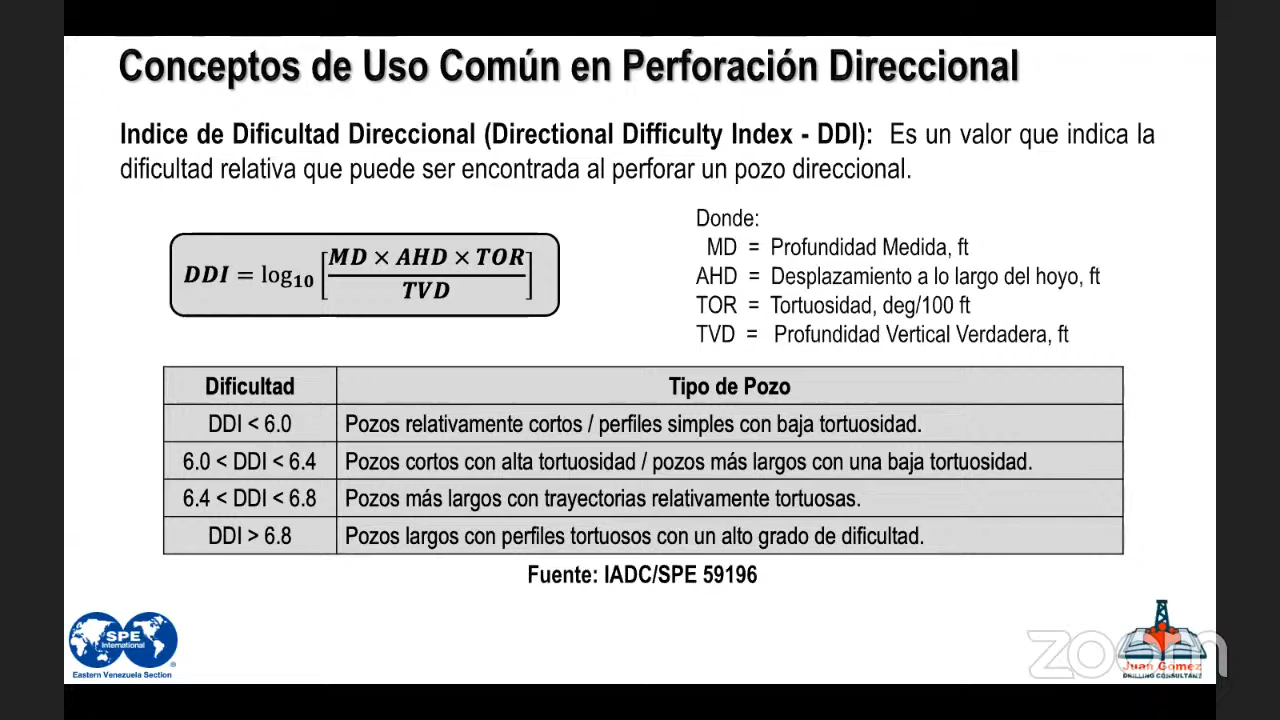 Conceptos de Uso Común en Perforación Direccional
Indice de Dificultad Direccional (Directional Difficulty Index - DDI): Es un valor que indica la
dificultad relativa que puede ser encontrada al perforar un pozo direccional.
DDI = log10 [MD × AHD × TOR / TVD]
Donde:
MD = Profundidad Medida, ft
AHD = Desplazamiento a lo largo del hoyo, ft
TOR = Tortuosidad, deg/100 ft
TVD = Profundidad Vertical Verdadera, ft
Dificultad Tipo de Pozo
DDI < 6.0 Pozos relativamente cortos / perfiles simples con baja tortuosidad.
6.0 < DDI < 6.4 Pozos cortos con alta tortuosidad / pozos más largos con una baja tortuosidad.
6.4 < DDI < 6.8 Pozos más largos con trayectorias relativamente tortuosas.
DDI > 6.8 Pozos largos con perfiles tortuosos con un alto grado de dificultad.
Fuente: IADC/SPE 59196
SPE
International
Eastern Venezuela Section
zoom
Juan Gómez
DRILLING CONSULTANT